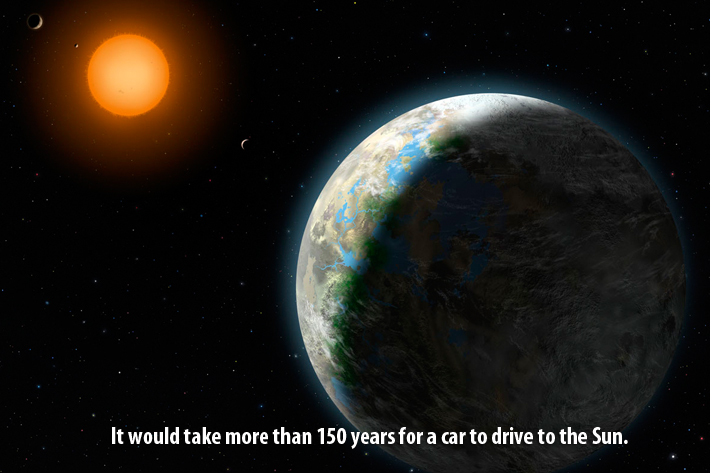 It would take more than 150 years for a car to drive to the Sun.